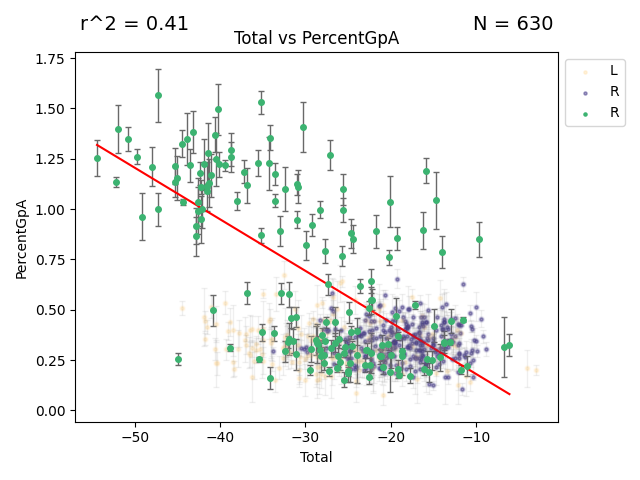 r^2 = 0.41
N = 630
Total vs PercentGpA
1.75
1.50
1.25
1.00
0.75
0.50
0.25
0.00
PercentGpA
−50
−40
−30
−20
−10
Total
L
R
R